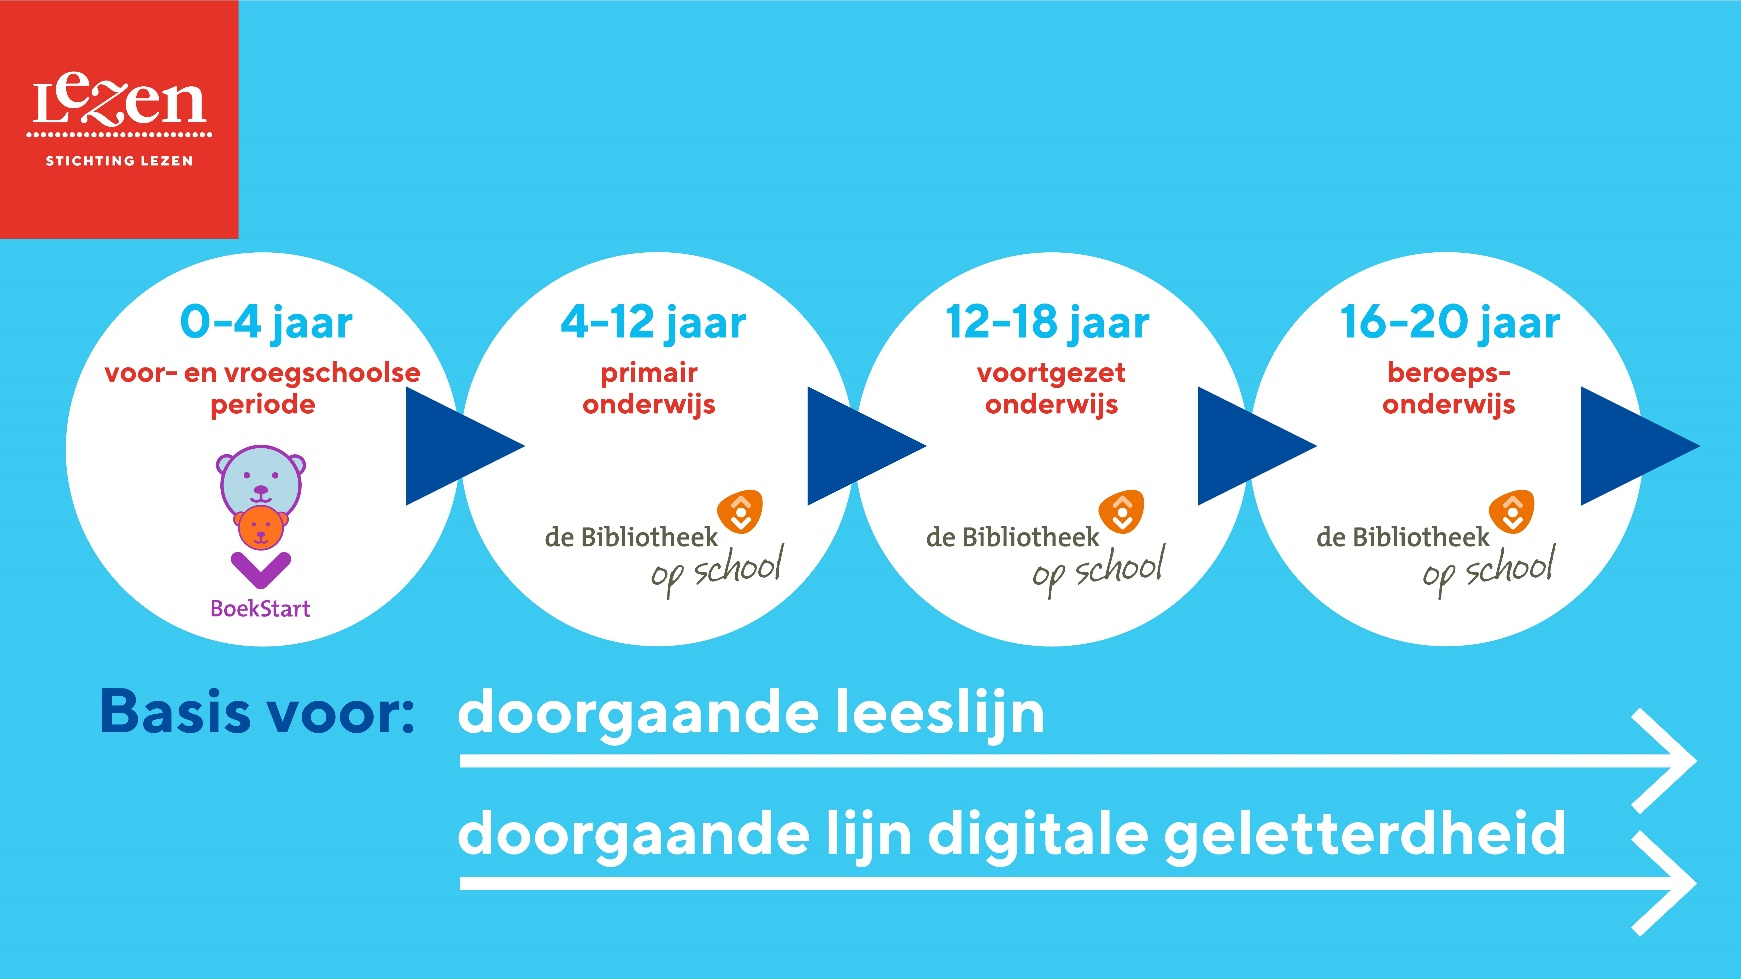 Lezen
STICHTING LEZEN
0-4 jaar
voor- en vroegschoolse
periode
BoekStart
4-12 jaar
primair
onderwijs
de Bibliotheek
op school
12-18 jaar
voortgezet
onderwijs
de Bibliotheek
op school
16-20 jaar
beroeps-
onderwijs
de Bibliotheek
op school
Basis voor: doorgaande leeslijn
doorgaande lijn digitale geletterdheid